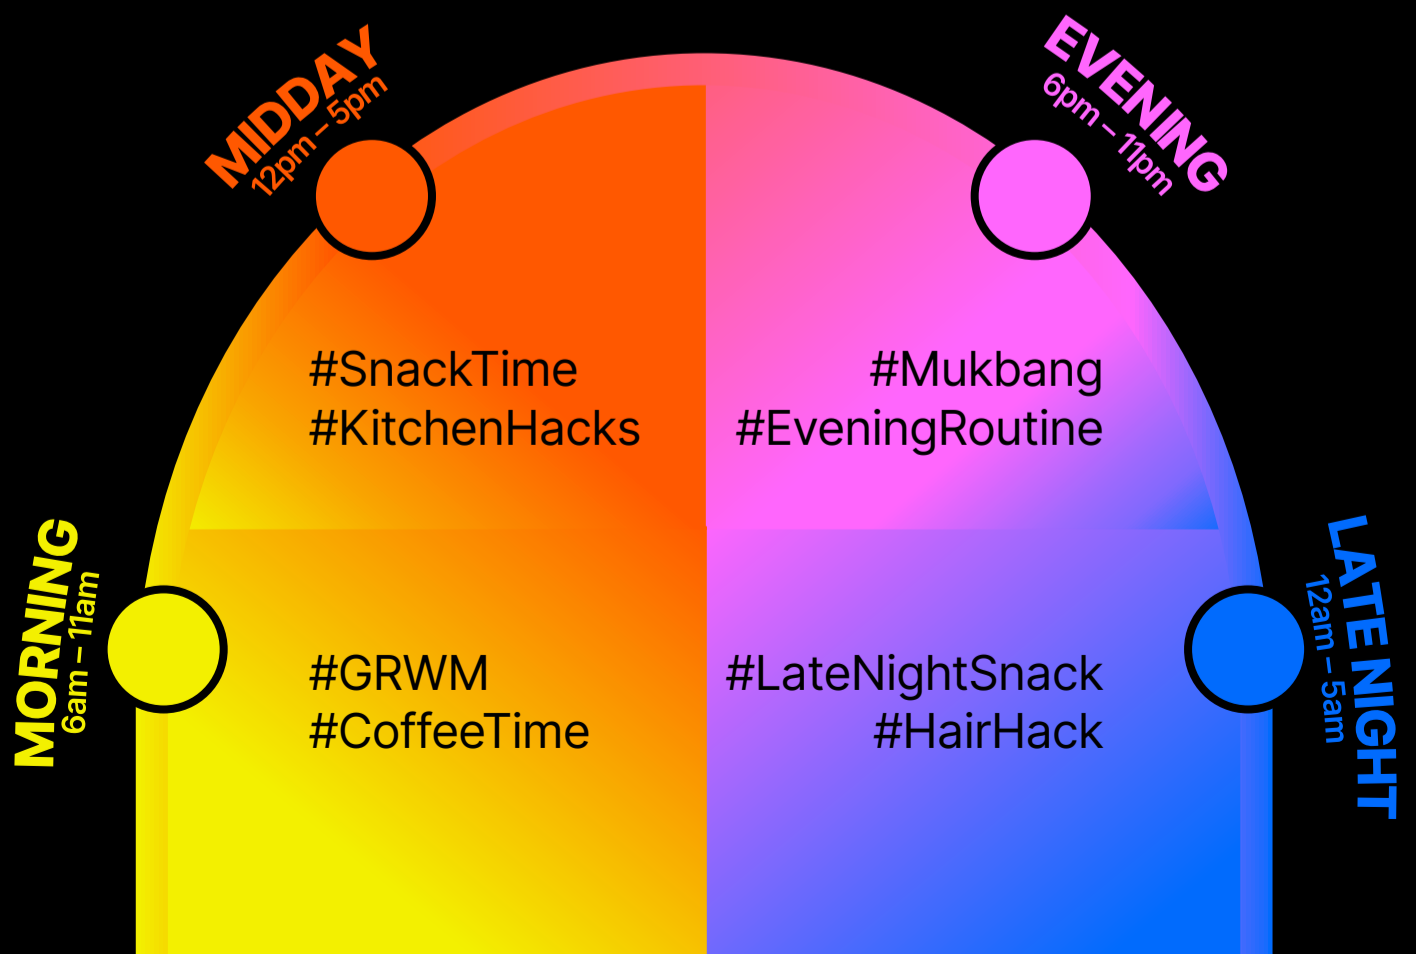 MIDDAY
12pm – 5pm
EVENING
6pm – 11pm
#SnackTime
#KitchenHacks
#Mukbang
#EveningRoutine
MORNING
6am – 11am
LATE NIGHT
12am – 5am
#GRWM
#CoffeeTime
#LateNightSnack
#HairHack